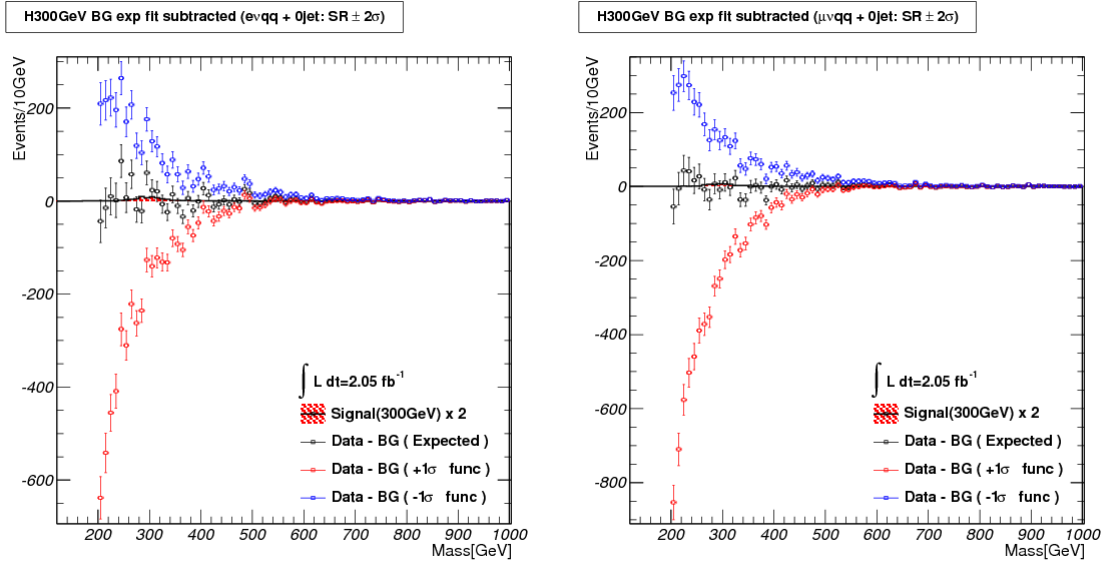 H300GeV BG exp fit subtracted (eνqq + 0jet: SR ± 2σ)
Events/10GeV
200
0
-200
-400
-600
∫ L dt=2.05 fb⁻¹
Signal(300GeV) x 2
Data - BG ( Expected )
Data - BG ( +1σ func )
Data - BG ( -1σ func )
200 300 400 500 600 700 800 900 1000
Mass[GeV]
H300GeV BG exp fit subtracted (μνqq + 0jet: SR ± 2σ)
Events/10GeV
200
0
-200
-400
-600
-800
∫ L dt=2.05 fb⁻¹
Signal(300GeV) x 2
Data - BG ( Expected )
Data - BG ( +1σ func )
Data - BG ( -1σ func )
200 300 400 500 600 700 800 900 1000
Mass[GeV]